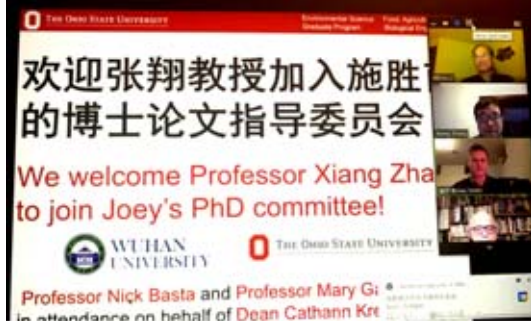 THE OHIO STATE UNIVERSITY
Environmental Science
Graduate Program
欢迎张翔教授加入施胜
的博士论文指导委员会
We welcome Professor Xiang Zha
to join Joey's PhD committee!
WUHAN
UNIVERSITY
THE OHIO STATE UNIVERSITY
Professor Nick Basta and Professor Mary Ga
in attendance on behalf of Dean Cathann Kre